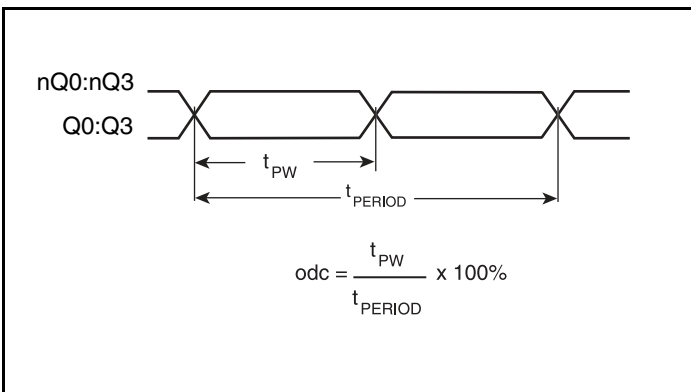 nQ0:nQ3
Q0:Q3
tPW
tPERIOD
odc = tPW / tPERIOD x 100%